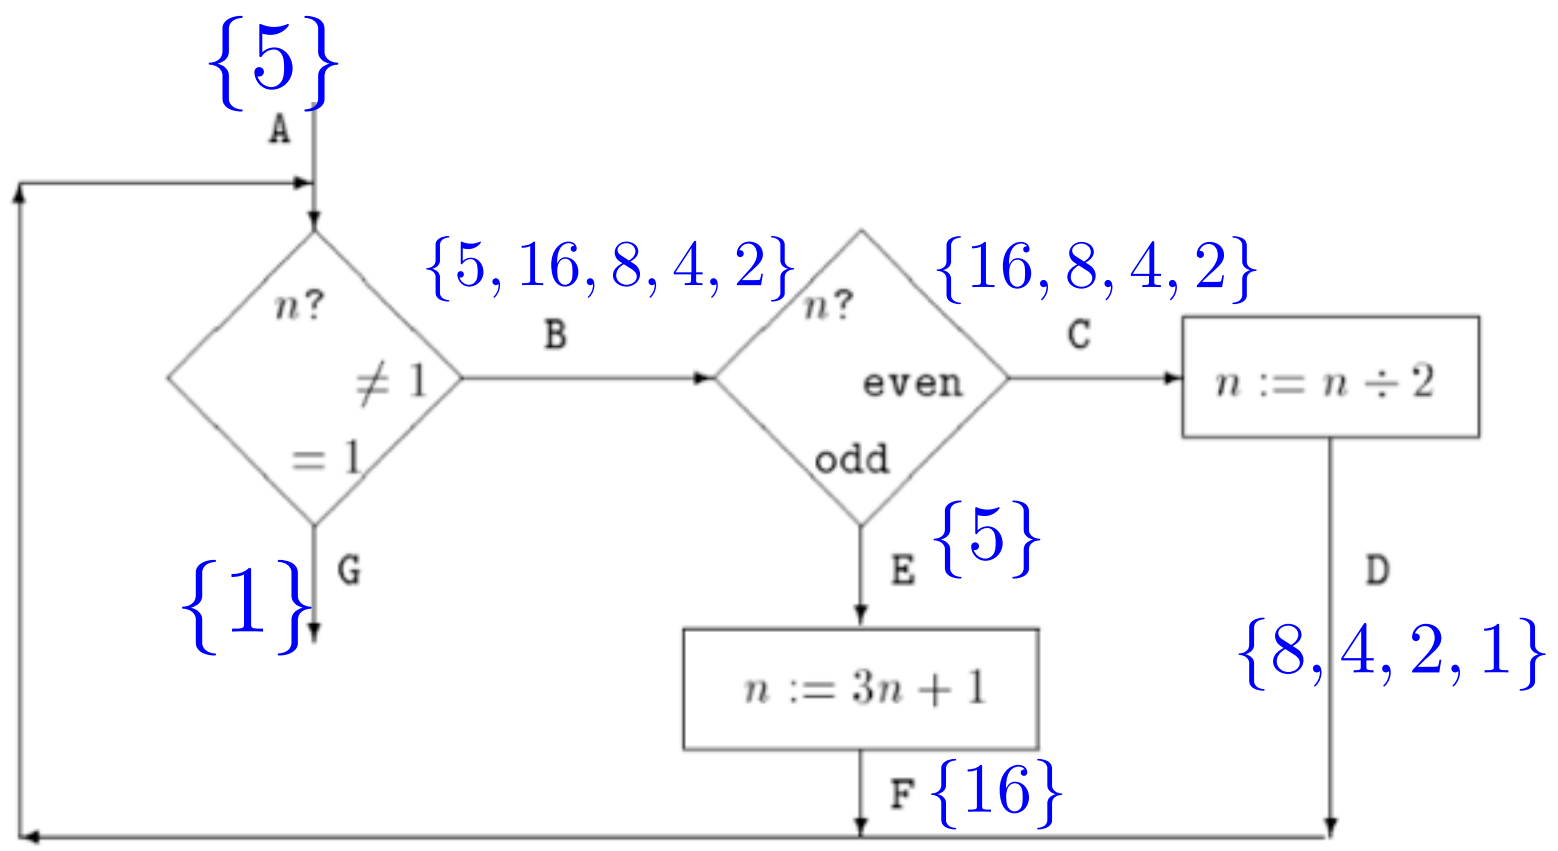 {5}
A
{5, 16, 8, 4, 2}
{16, 8, 4, 2}
n?
n?
B
C
≠ 1
even
n := n ÷ 2
= 1
odd
{5}
G
E
D
{1}
{8, 4, 2, 1}
n := 3n + 1
F
{16}